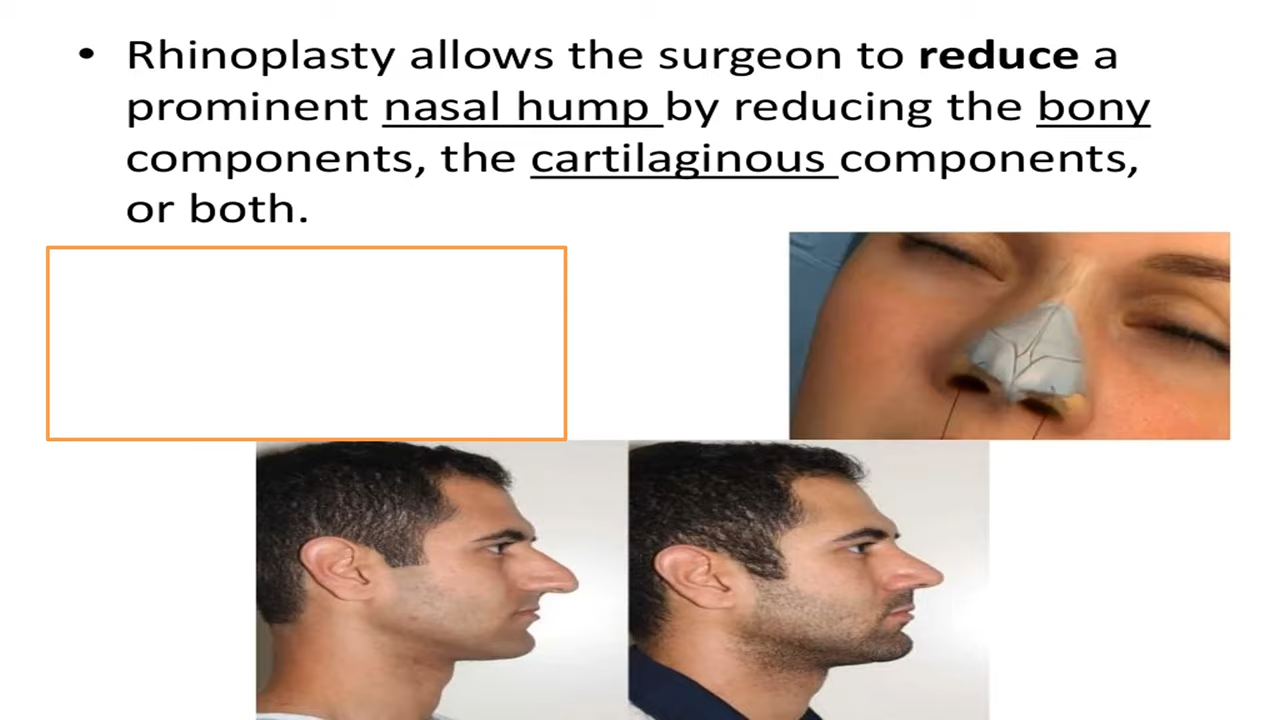 • Rhinoplasty allows the surgeon to reduce a
prominent nasal hump by reducing the bony
components, the cartilaginous components,
or both.